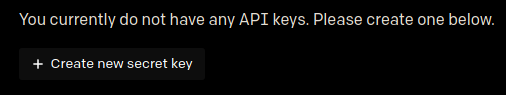 You currently do not have any API keys. Please create one below.
+ Create new secret key